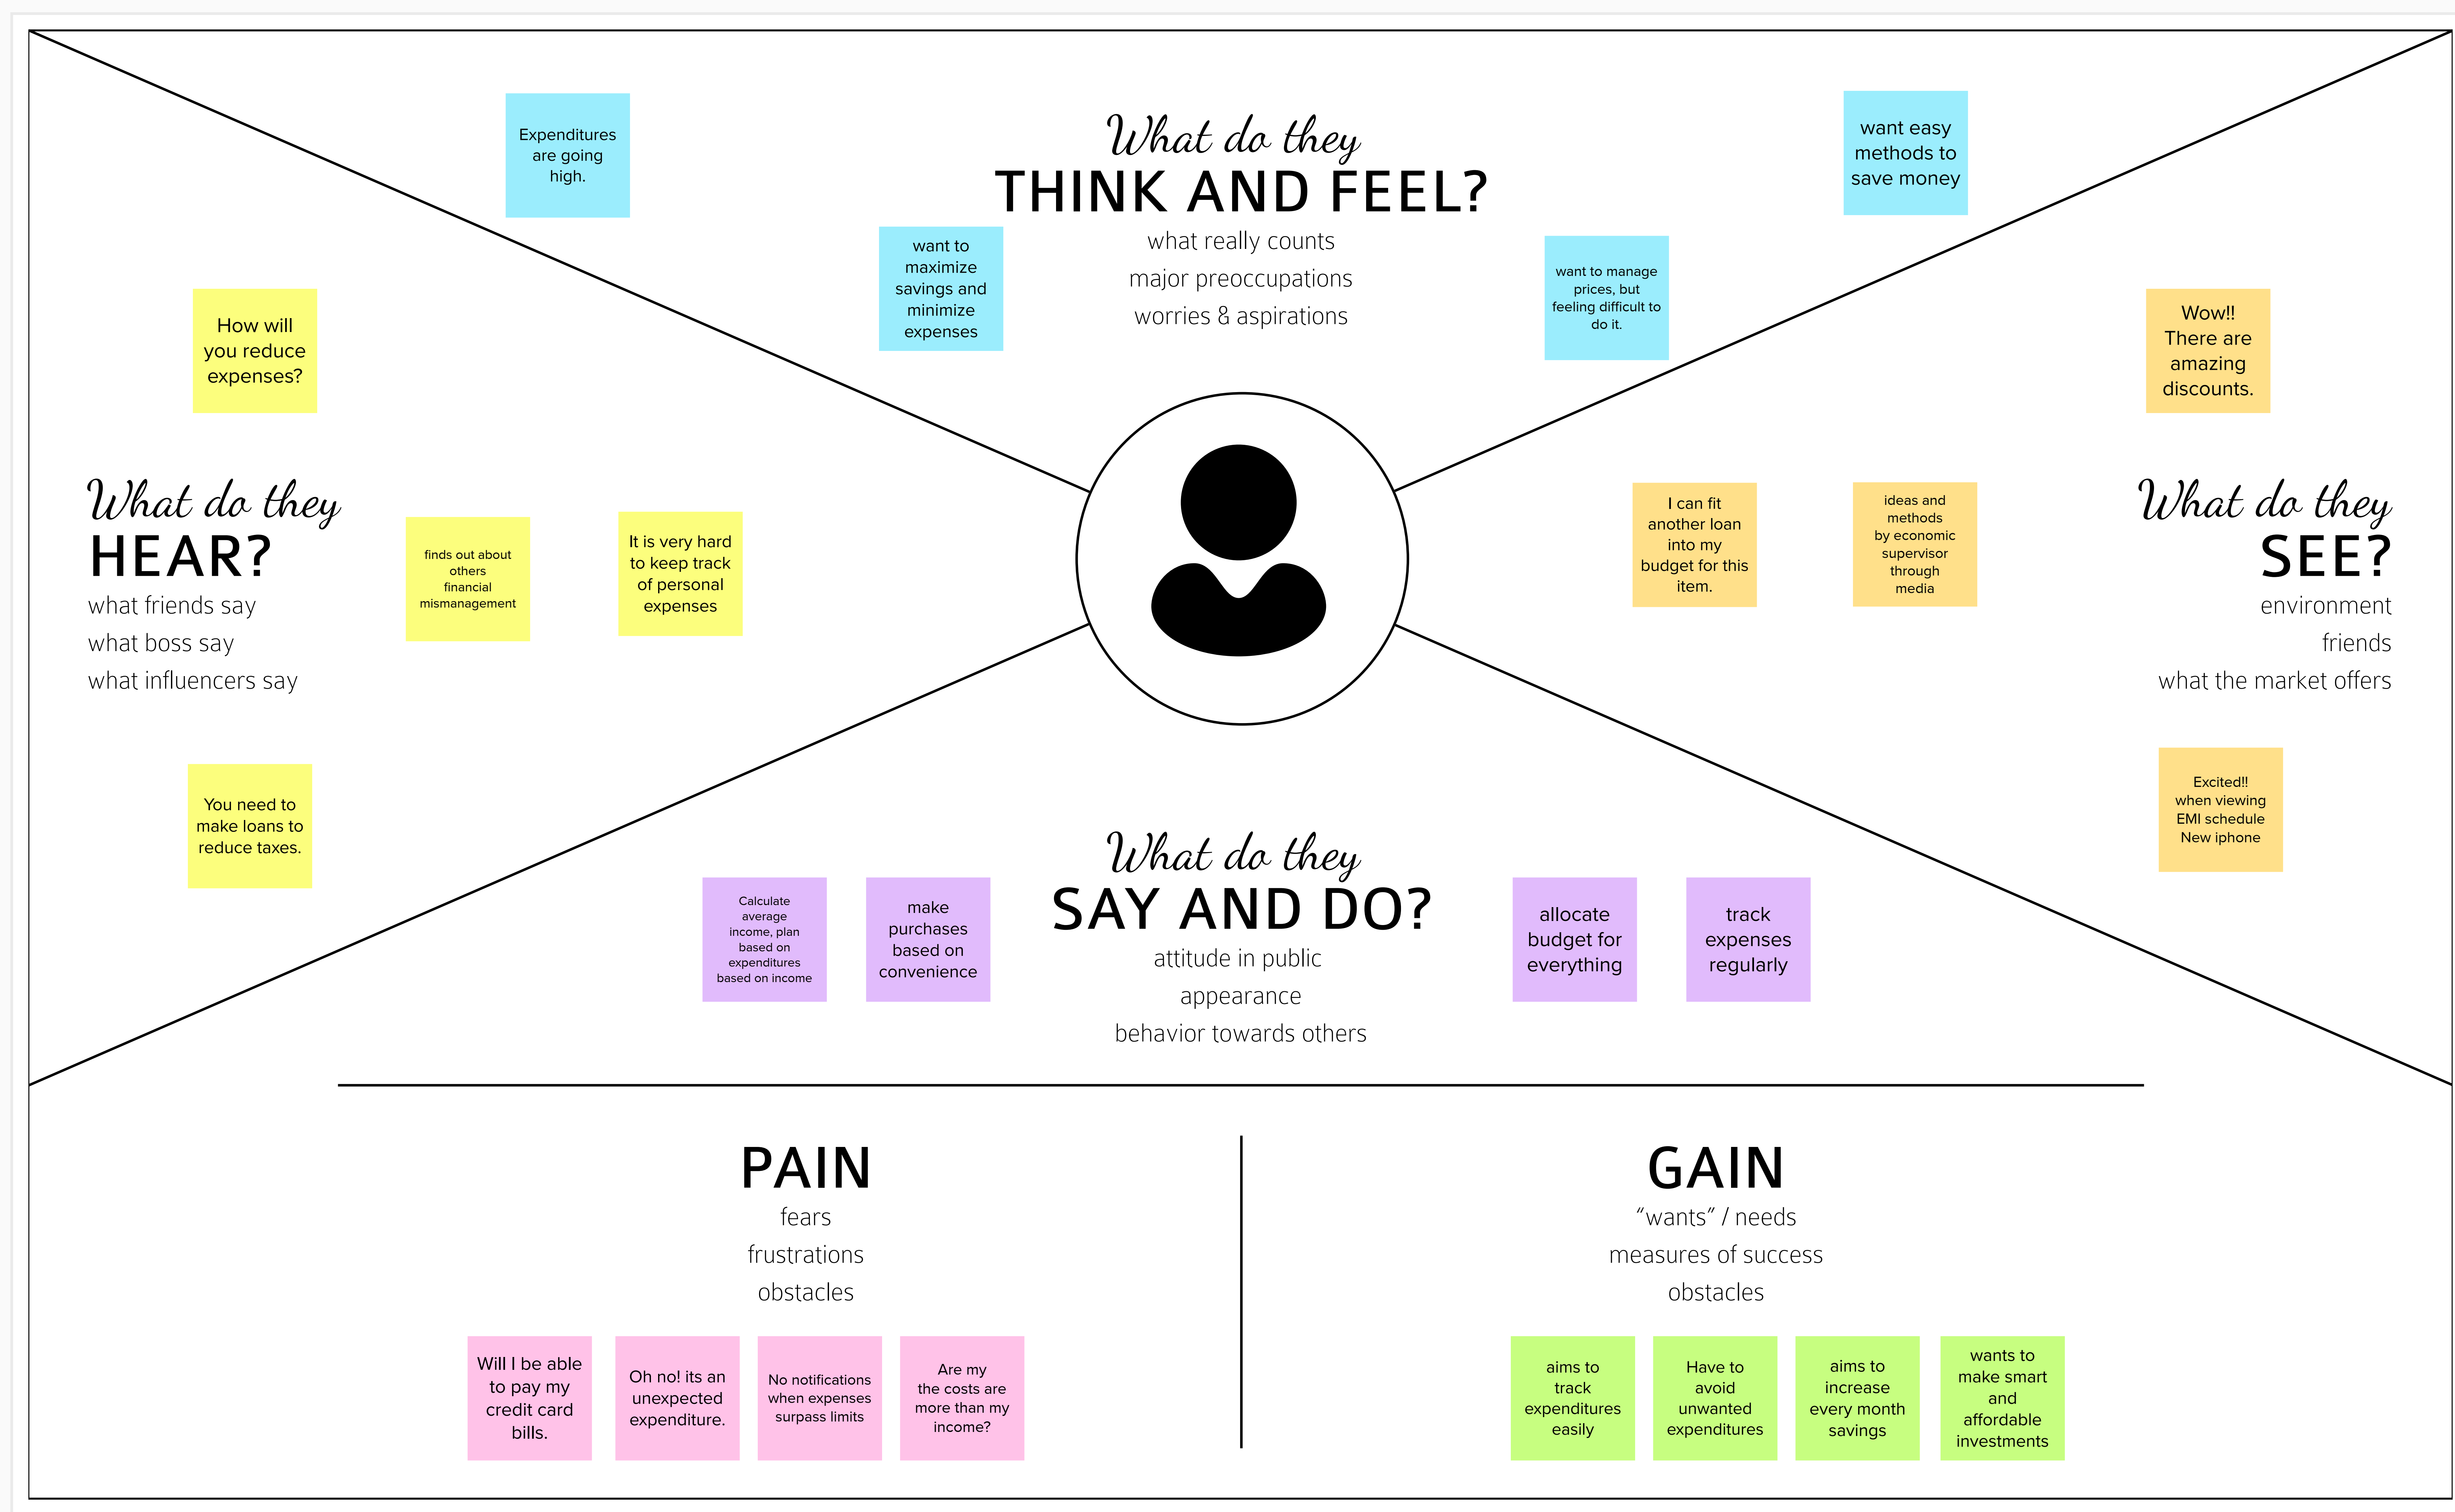 Expenditures
are going
high.
What do they
THINK AND FEEL?
what really counts
major preoccupations
worries & aspirations
want to
maximize
savings and
minimize
expenses
want to manage
prices, but
feeling difficult to
do it.
want easy
methods to
save money
How will
you reduce
expenses?
What do they
HEAR?
what friends say
what boss say
what influencers say
finds out about
others
financial
mismanagement
It is very hard
to keep track
of personal
expenses
You need to
make loans to
reduce taxes.
Wow!!
There are
amazing
discounts.
I can fit
another loan
into my
budget for this
item.
ideas and
methods
by economic
supervisor
through
media
What do they
SEE?
environment
friends
what the market offers
Excited!!
when viewing
EMI schedule
New iphone
What do they
SAY AND DO?
attitude in public
appearance
behavior towards others
Calculate
average
income, plan
based on
expenditures
based on income
make
purchases
based on
convenience
allocate
budget for
everything
track
expenses
regularly
PAIN
fears
frustrations
obstacles
Will I be able
to pay my
credit card
bills.
Oh no! its an
unexpected
expenditure.
No notifications
when expenses
surpass limits
Are my
the costs are
more than my
income?
GAIN
“wants” / needs
measures of success
obstacles
aims to
track
expenditures
easily
Have to
avoid
unwanted
expenditures
aims to
increase
every month
savings
wants to
make smart
and
affordable
investments